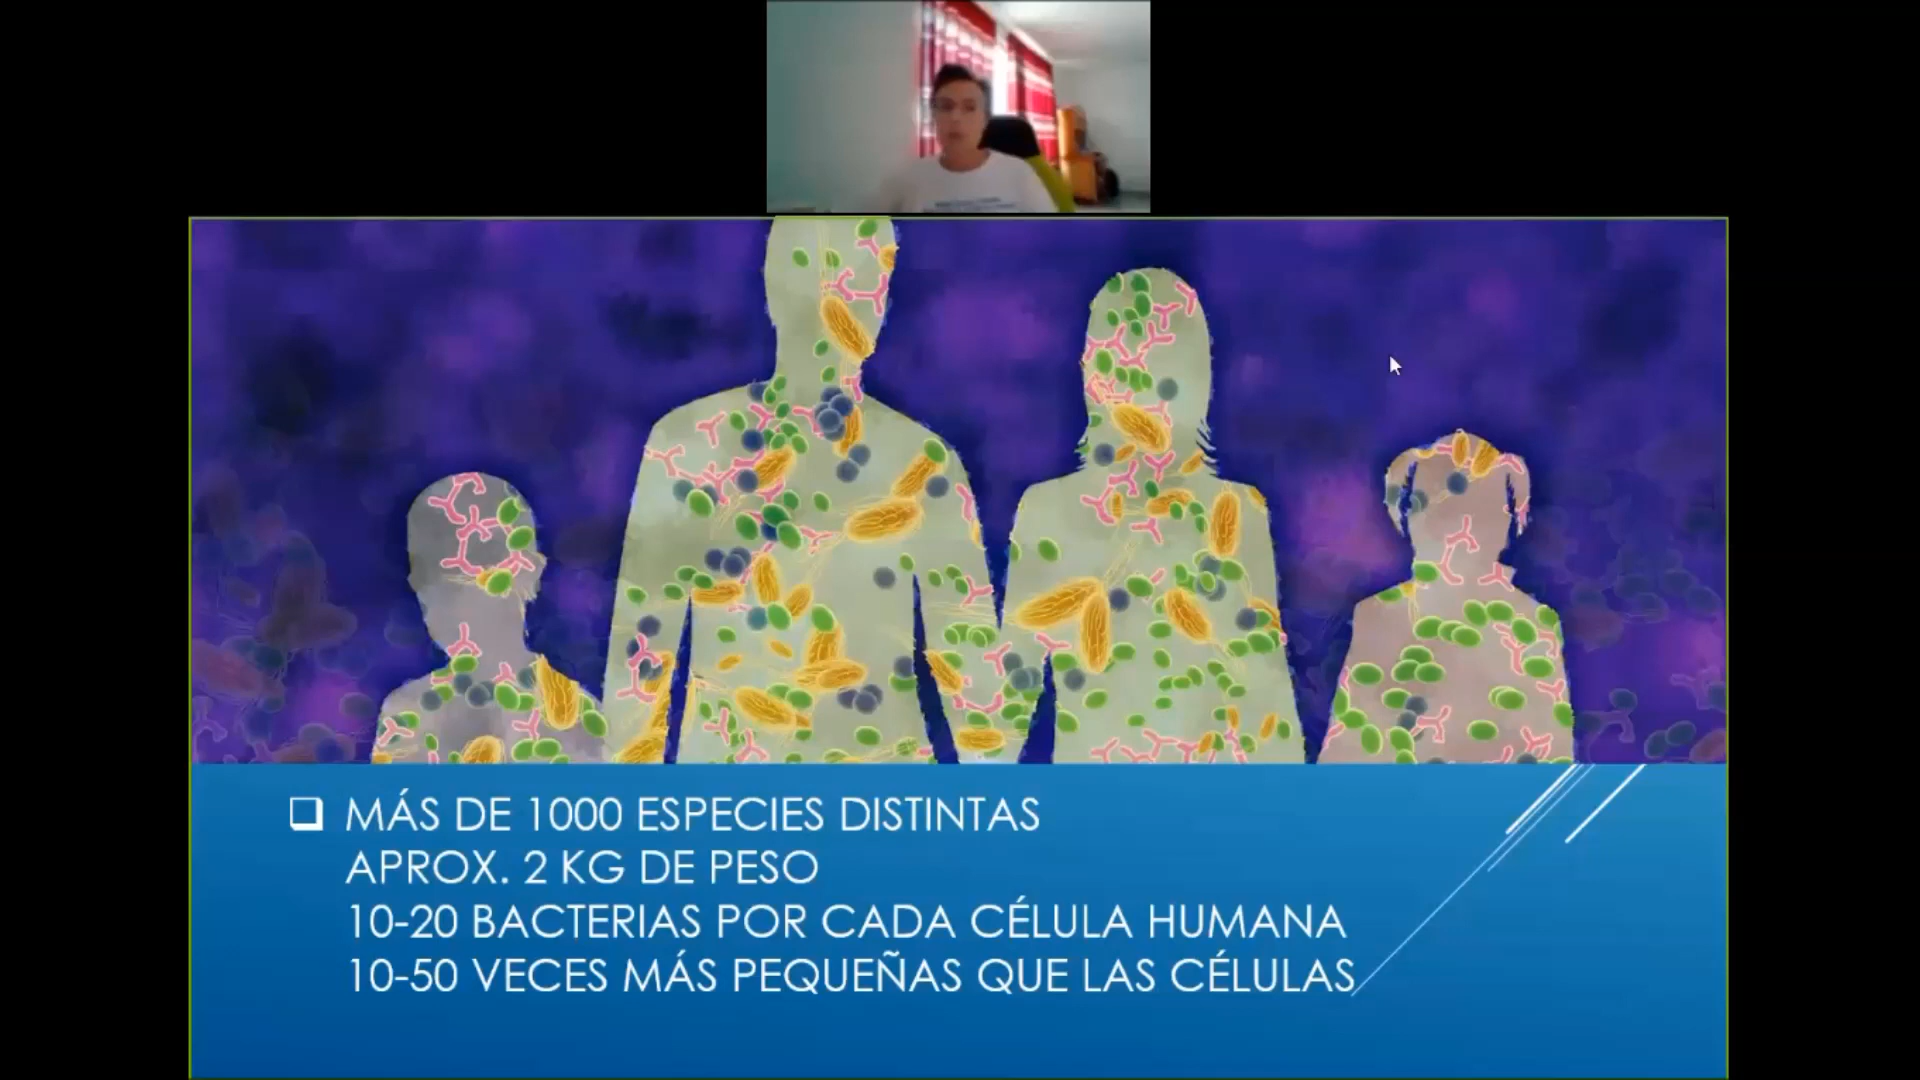 MÁS DE 1000 ESPECIES DISTINTAS
APROX. 2 KG DE PESO
10-20 BACTERIAS POR CADA CÉLULA HUMANA
10-50 VECES MÁS PEQUEÑAS QUE LAS CÉLULAS